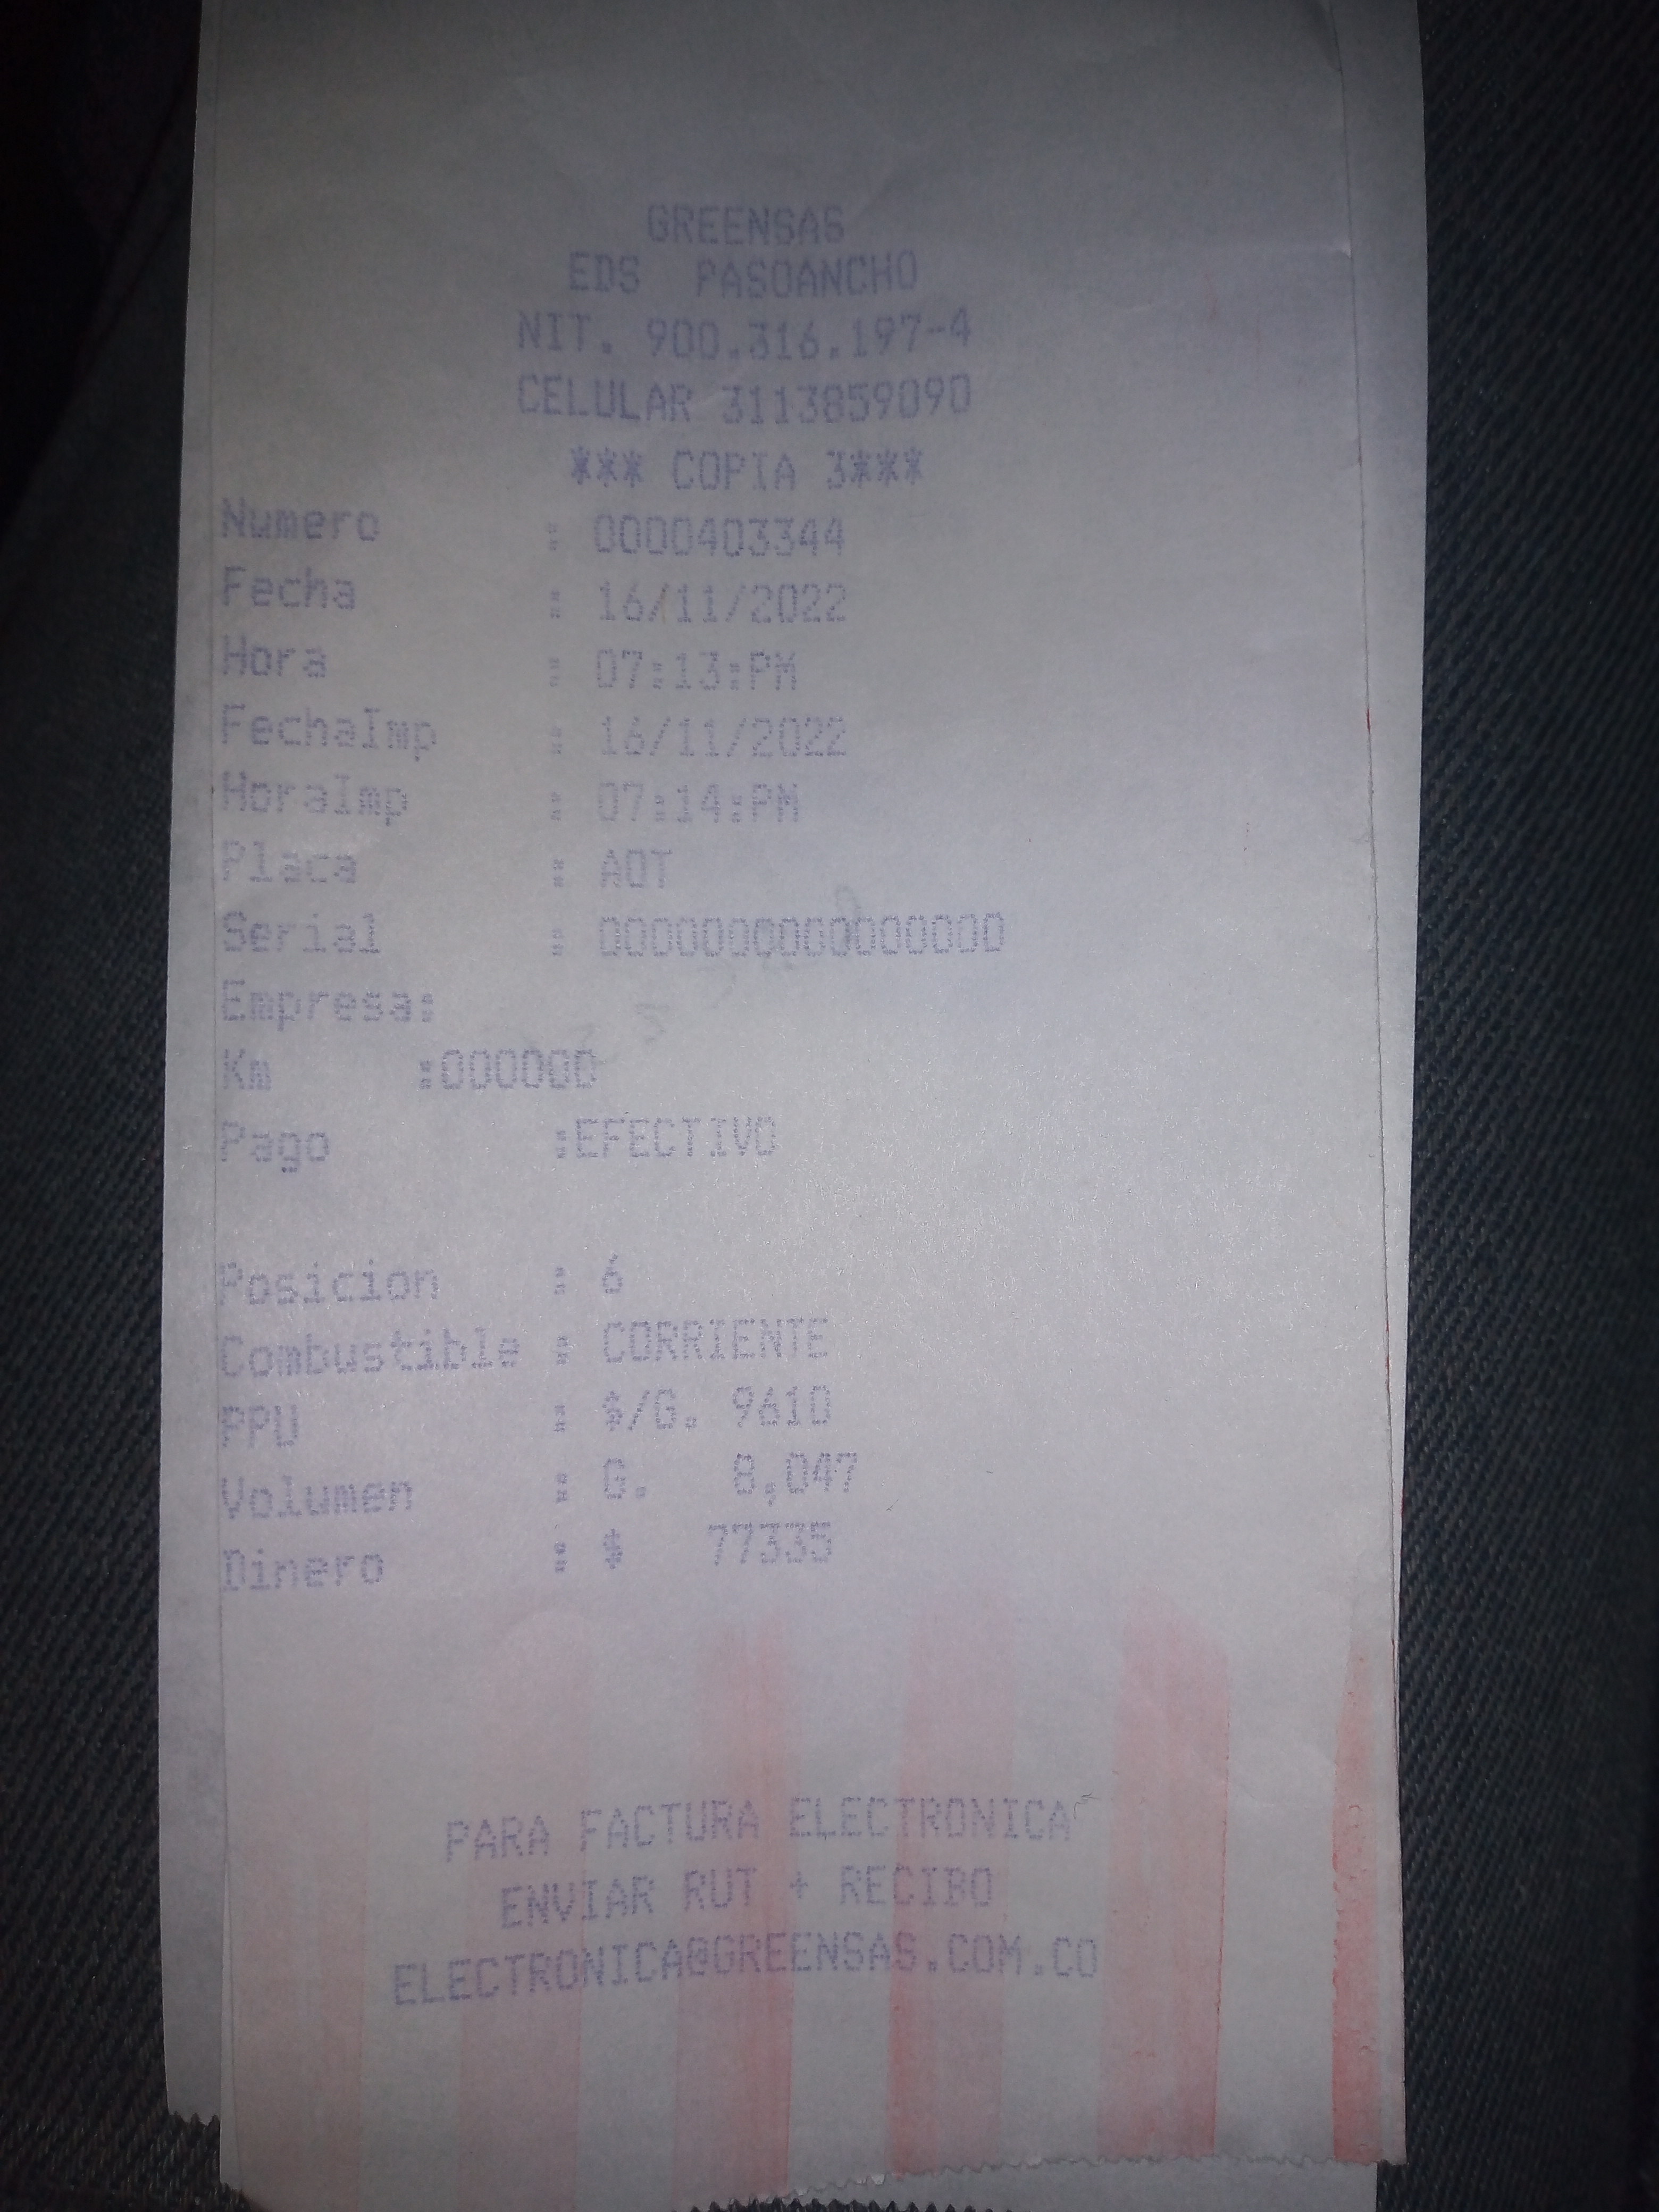 GREENSAS
EDS PASOANCHO
NIT. 900.316.197-4
CELULAR 3113859090
*** COPIA 3***
Numero : 0000403344
Fecha : 16/11/2022
Hora : 07:13:PM
FechaImp : 16/11/2022
HoraImp : 07:14:PM
Placa : AOT
Serial : 0000000000000000
Empresa:
Km :000000
Pago :EFECTIVO
Posicion : 6
Combustible : CORRIENTE
PPU : $/G. 9610
Volumen : G. 8.047
Dinero : $ 77335
PARA FACTURA ELECTRONICA
ENVIAR RUT + RECIBO
ELECTRONICA@GREENSAS.COM.CO